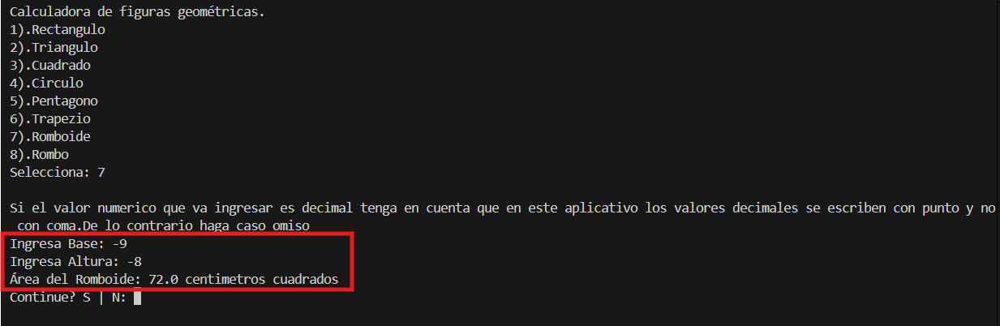 Calculadora de figuras geométricas.
1).Rectangulo
2).Triangulo
3).Cuadrado
4).Circulo
5).Pentagono
6).Trapezio
7).Romboide
8).Rombo
Selecciona: 7
Si el valor numerico que va ingresar es decimal tenga en cuenta que en este aplicativo los valores decimales se escriben con punto y no
con coma.De lo contrario haga caso omiso
Ingresa Base: -9
Ingresa Altura: -8
Área del Romboide: 72.0 centimetros cuadrados
Continue? S | N: